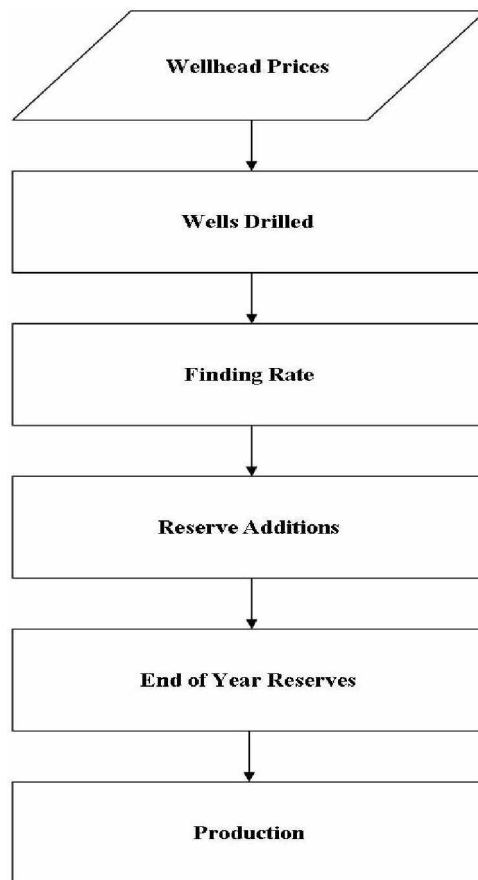 Wellhead Prices
Wells Drilled
Finding Rate
Reserve Additions
End of Year Reserves
Production